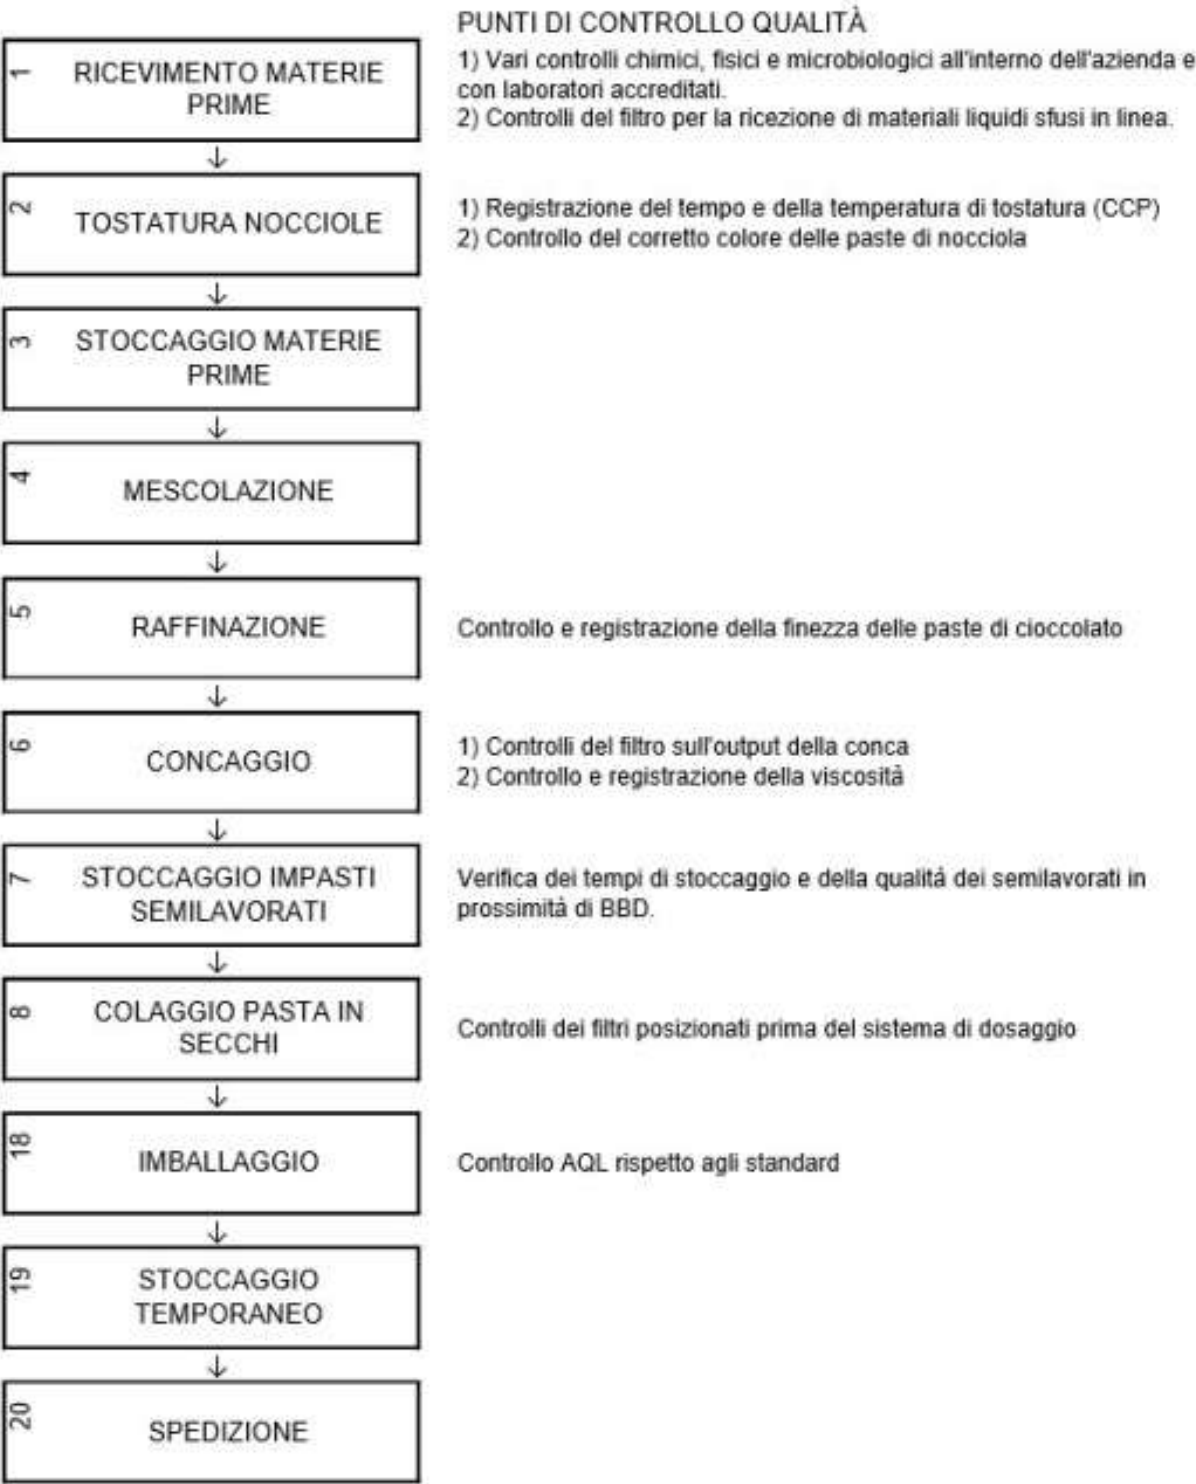 PUNTI DI CONTROLLO QUALITÀ
1
RICEVIMENTO MATERIE
PRIME
1) Vari controlli chimici, fisici e microbiologici all'interno dell'azienda e
con laboratori accreditati.
2) Controlli del filtro per la ricezione di materiali liquidi sfusi in linea.
2
TOSTATURA NOCCIOLE
1) Registrazione del tempo e della temperatura di tostatura (CCP)
2) Controllo del corretto colore delle paste di nocciola
3
STOCCAGGIO MATERIE
PRIME
4
MESCOLAZIONE
5
RAFFINAZIONE
Controllo e registrazione della finezza delle paste di cioccolato
6
CONCAGGIO
1) Controlli del filtro sull'output della conca
2) Controllo e registrazione della viscosità
7
STOCCAGGIO IMPASTI
SEMILAVORATI
Verifica dei tempi di stoccaggio e della qualità dei semilavorati in
prossimità di BBD.
8
COLAGGIO PASTA IN
SECCHI
Controlli dei filtri posizionati prima del sistema di dosaggio
18
IMBALLAGGIO
Controllo AQL rispetto agli standard
19
STOCCAGGIO
TEMPORANEO
20
SPEDIZIONE